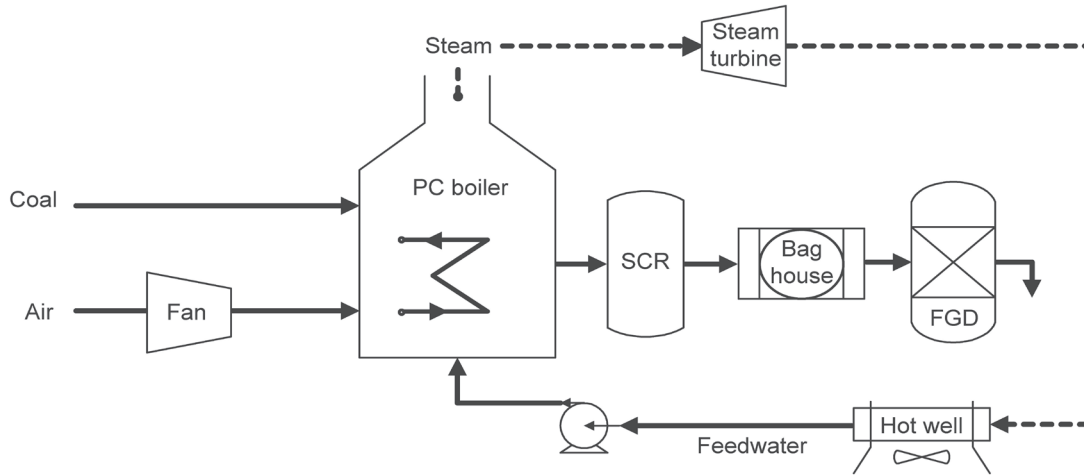 Steam
Steam
turbine
PC boiler
Coal
SCR
Bag
house
Air
Fan
FGD
Hot well
Feedwater